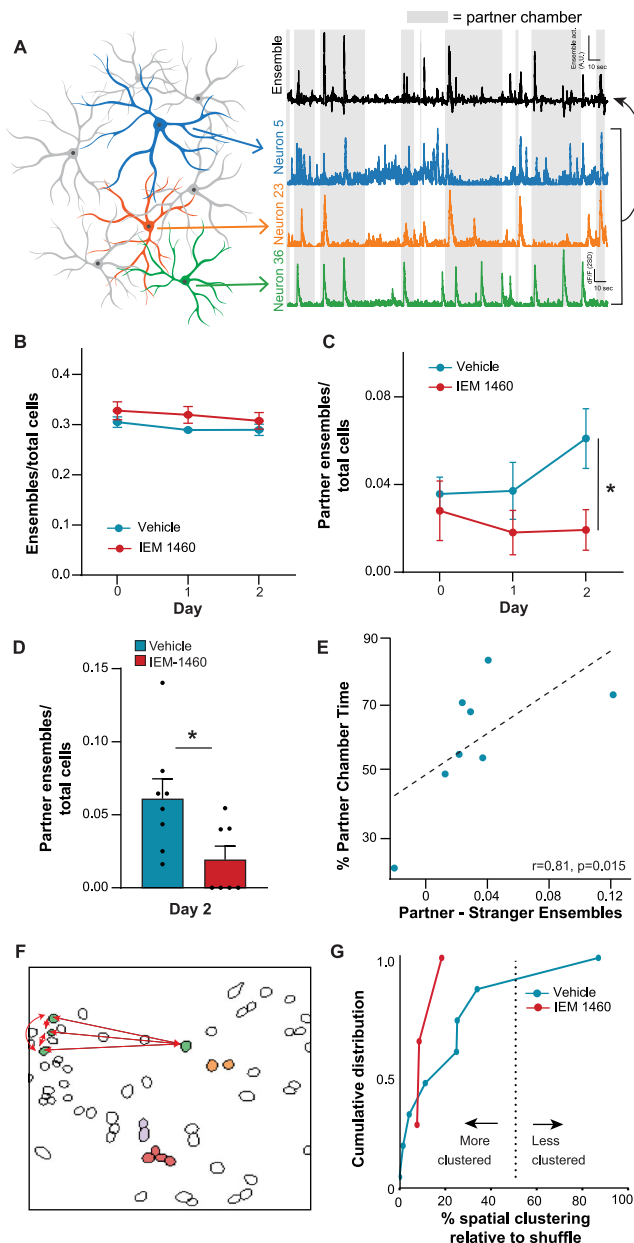 = partner chamber
A
Ensemble
Ensemble act.
(A.U.)
10 sec
Neuron 5
Neuron 23
Neuron 36
dF/F (2SD)
10 sec
B
Ensembles/total cells
0.4
0.3
0.2
0.1
0.0
Vehicle
IEM 1460
0
1
2
Day
C
Vehicle
IEM 1460
Partner ensembles/
total cells
0.08
0.04
0.00
*
0
1
2
Day
D
Vehicle
IEM-1460
Partner ensembles/
total cells
0.15
0.10
0.05
0.00
*
Day 2
E
% Partner Chamber Time
90
70
50
30
r=0.81, p=0.015
0
0.04
0.08
0.12
Partner - Stranger Ensembles
F
G
Cumulative distribution
1.0
0.5
0
Vehicle
IEM 1460
More
clustered
Less
clustered
0
20
40
60
80
100
% spatial clustering
relative to shuffle